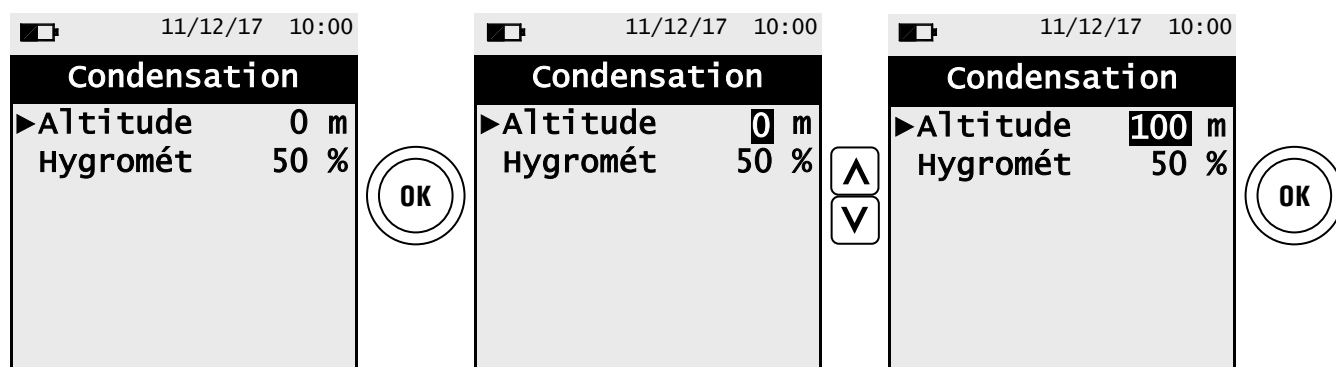 11/12/17 10:00
Condensation
►Altitude 0 m
Hygromét 50 %
OK
11/12/17 10:00
Condensation
►Altitude 0 m
Hygromét 50 %
11/12/17 10:00
Condensation
►Altitude 100 m
Hygromét 50 %
OK